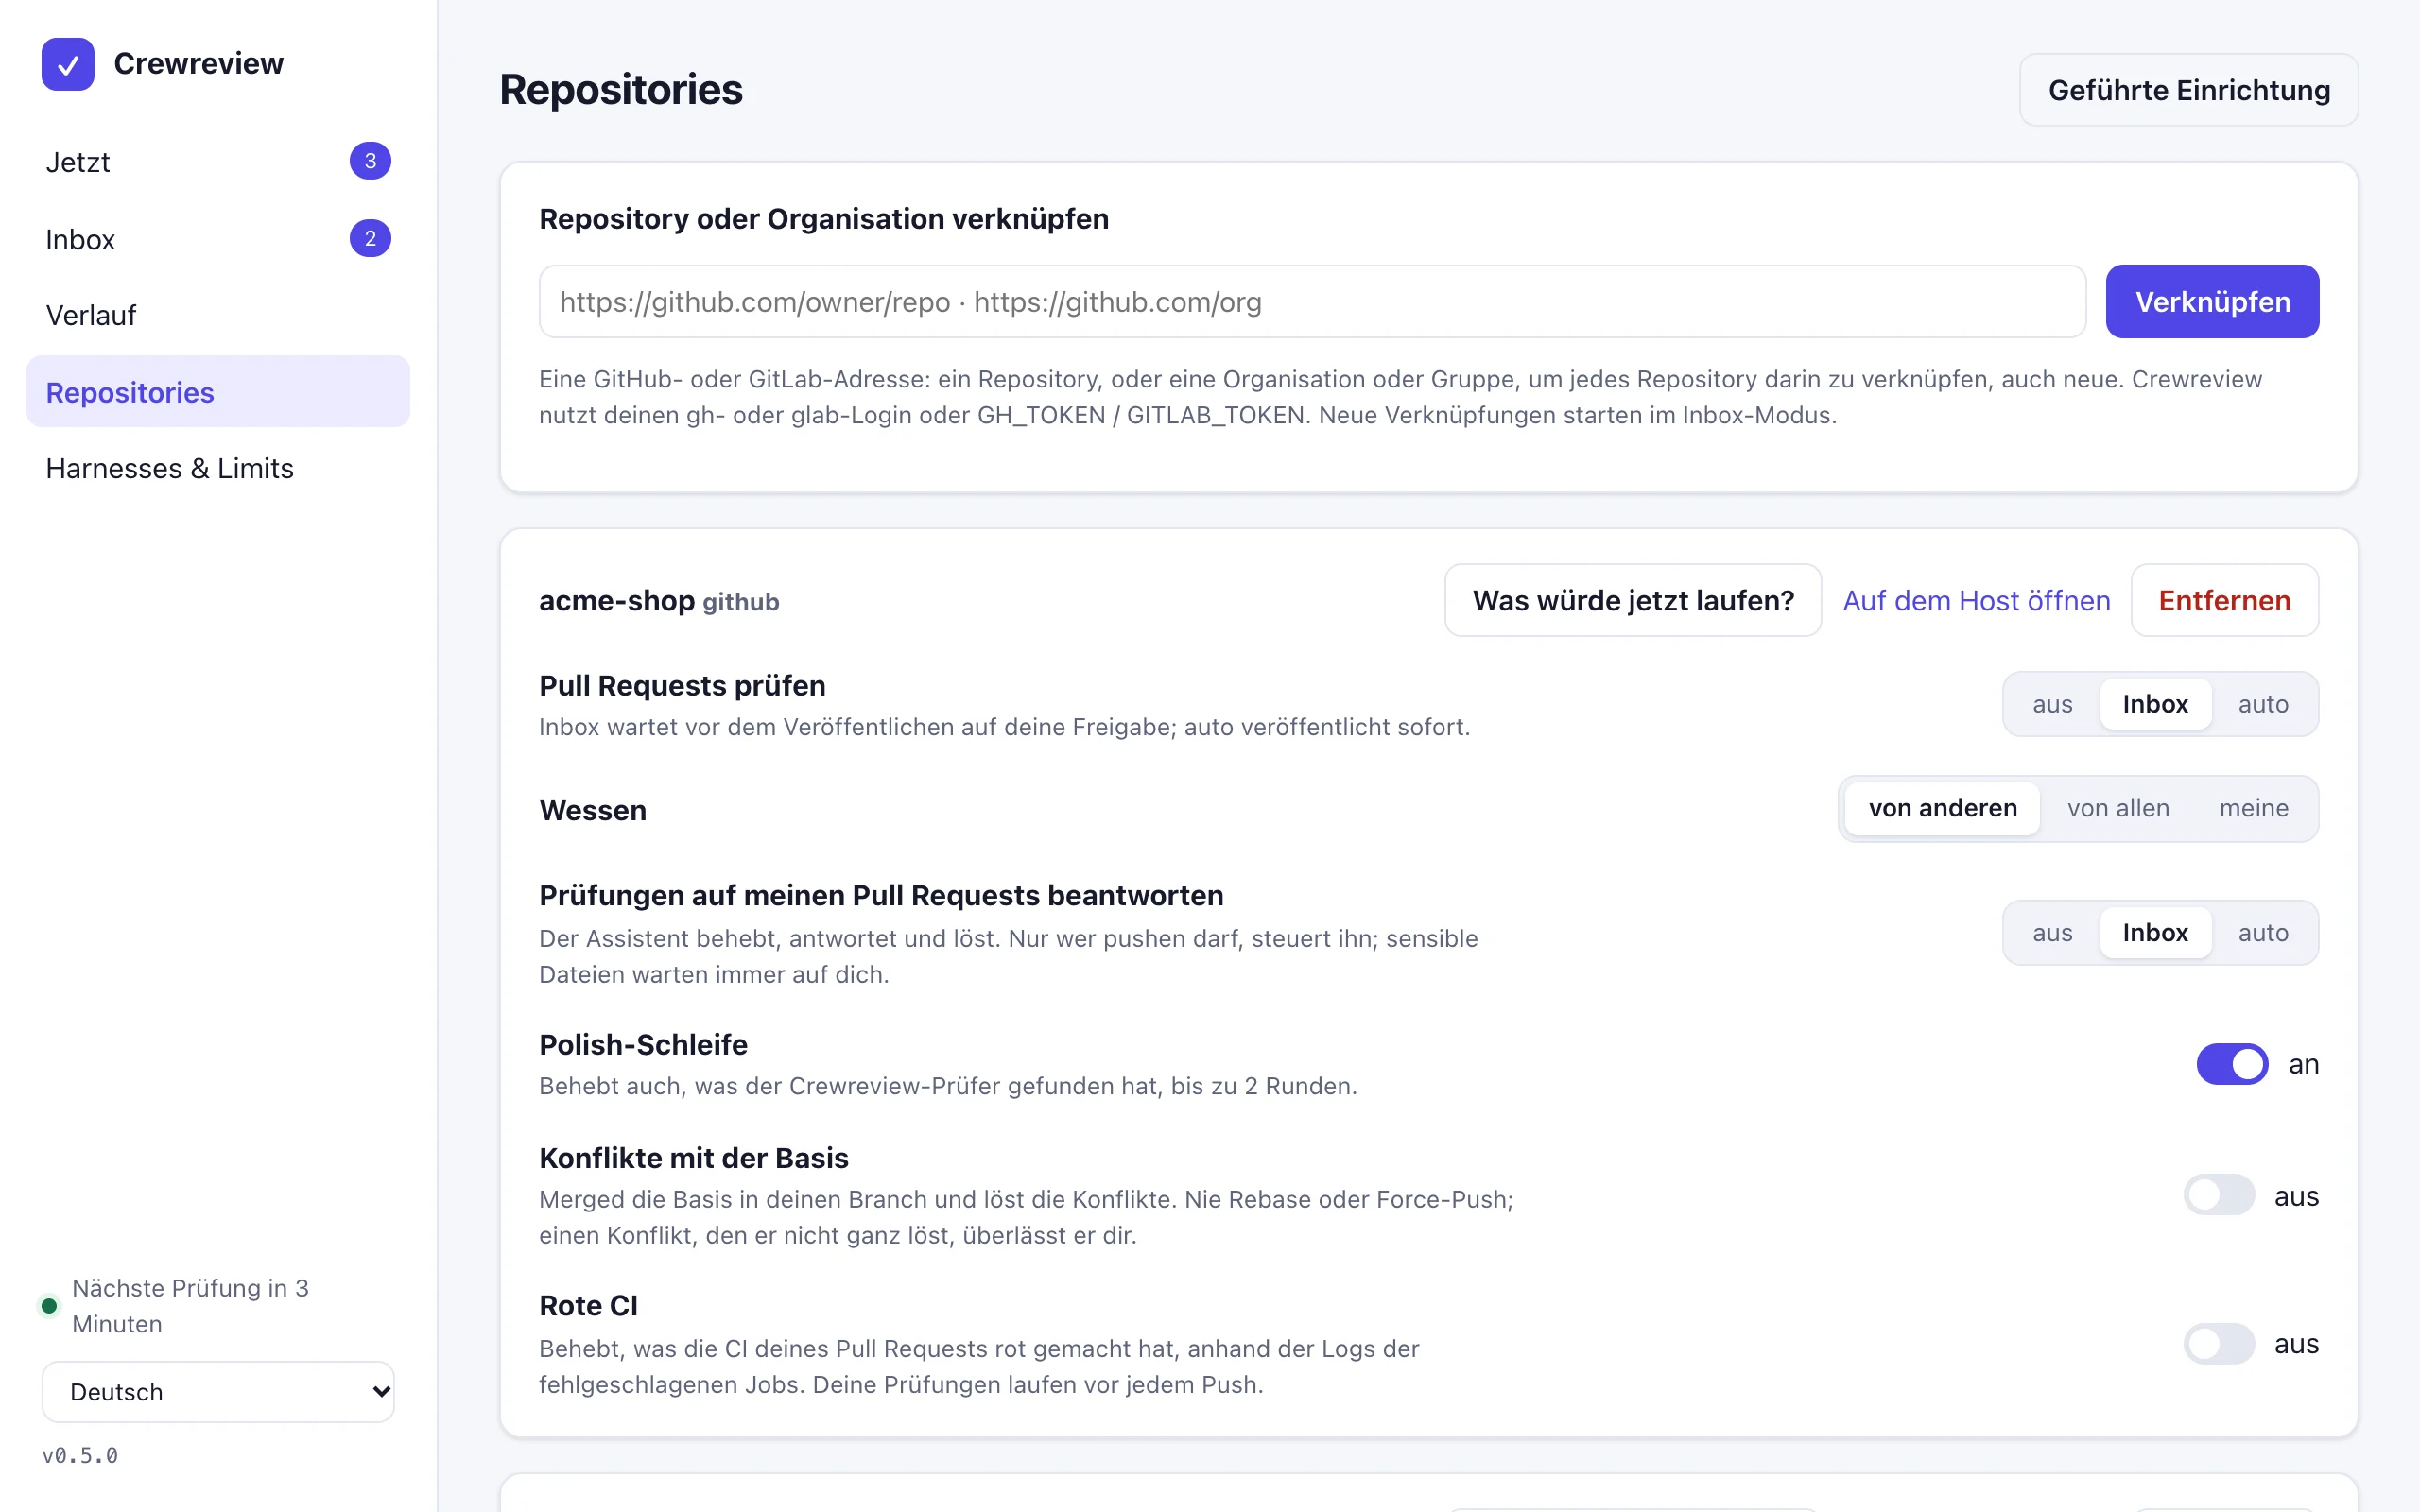 Crewreview
Jetzt 3
Inbox 2
Verlauf
Repositories
Harnesses & Limits
Nächste Prüfung in 3
Minuten
Deutsch
v0.5.0
Repositories
Geführte Einrichtung
Repository oder Organisation verknüpfen
https://github.com/owner/repo · https://github.com/org
Verknüpfen
Eine GitHub- oder GitLab-Adresse: ein Repository, oder eine Organisation oder Gruppe, um jedes Repository darin zu verknüpfen, auch neue. Crewreview
nutzt deinen gh- oder glab-Login oder GH_TOKEN / GITLAB_TOKEN. Neue Verknüpfungen starten im Inbox-Modus.
acme-shop github
Was würde jetzt laufen?
Auf dem Host öffnen
Entfernen
Pull Requests prüfen
Inbox wartet vor dem Veröffentlichen auf deine Freigabe; auto veröffentlicht sofort.
aus Inbox auto
Wessen
von anderen von allen meine
Prüfungen auf meinen Pull Requests beantworten
Der Assistent behebt, antwortet und löst. Nur wer pushen darf, steuert ihn; sensible
Dateien warten immer auf dich.
aus Inbox auto
Polish-Schleife
Behebt auch, was der Crewreview-Prüfer gefunden hat, bis zu 2 Runden.
an
Konflikte mit der Basis
Merged die Basis in deinen Branch und löst die Konflikte. Nie Rebase oder Force-Push;
einen Konflikt, den er nicht ganz löst, überlässt er dir.
aus
Rote CI
Behebt, was die CI deines Pull Requests rot gemacht hat, anhand der Logs der
fehlgeschlagenen Jobs. Deine Prüfungen laufen vor jedem Push.
aus